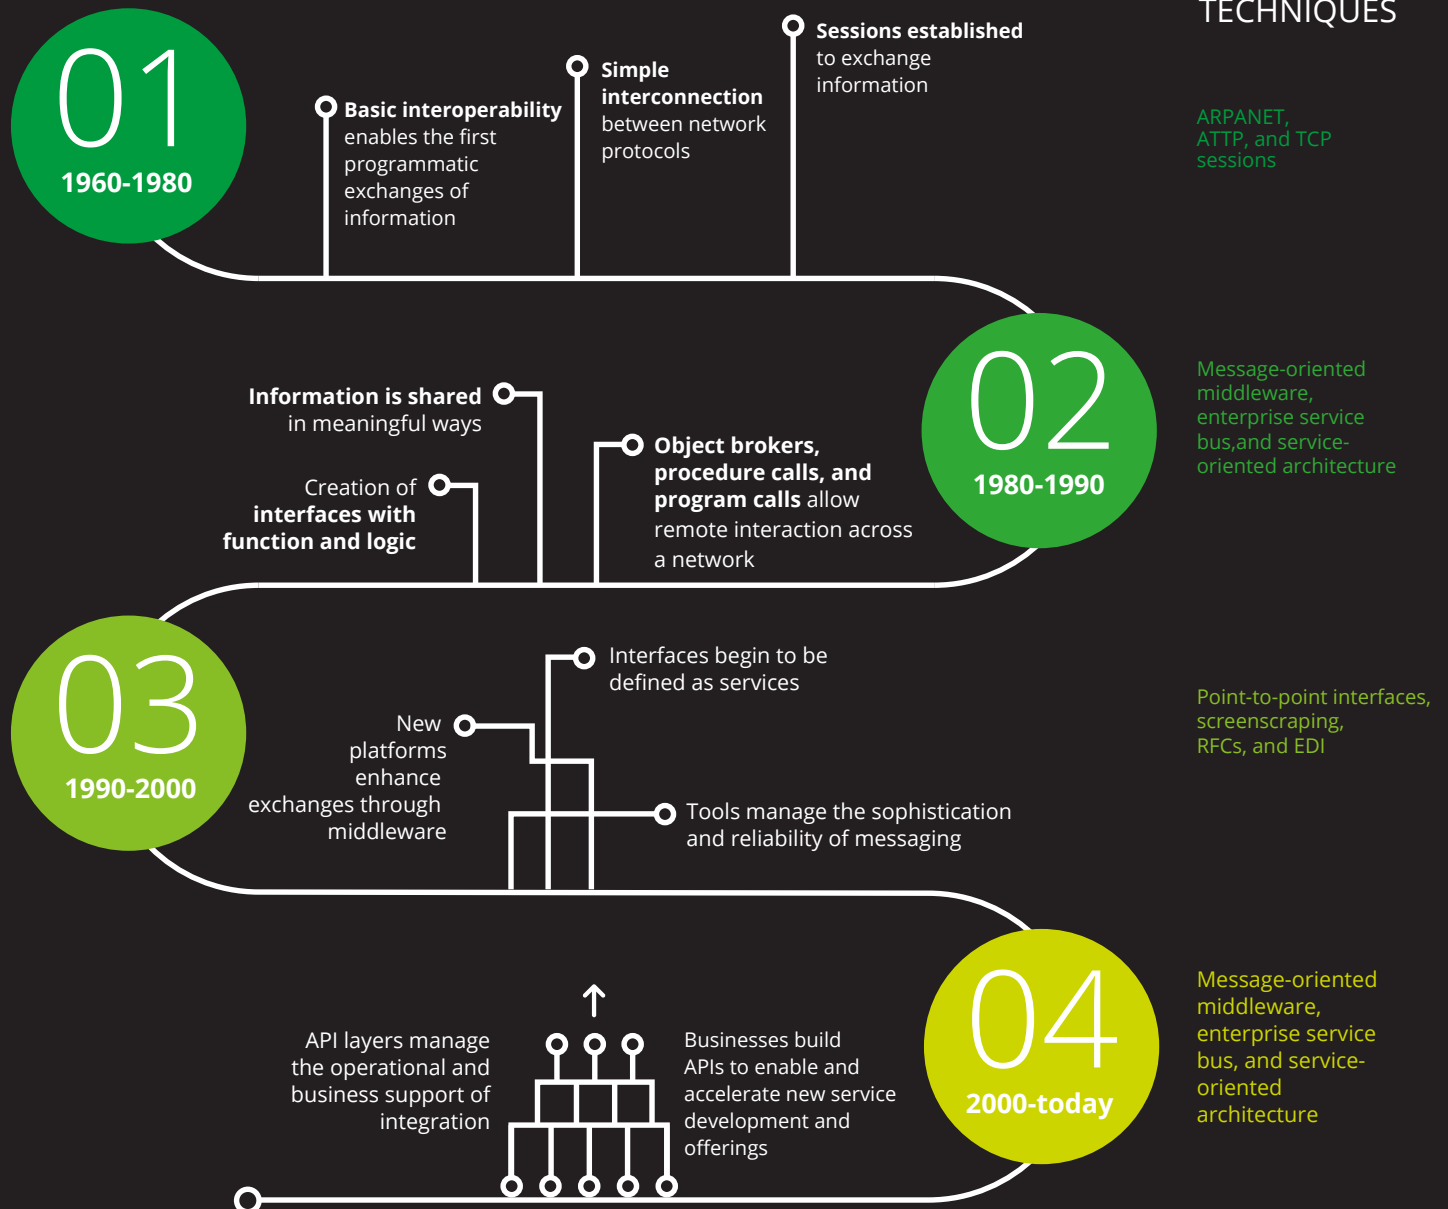 TECHNIQUES
01
1960-1980
Basic interoperability
enables the first
programmatic
exchanges of
information
Simple
interconnection
between network
protocols
Sessions established
to exchange
information
ARPANET,
ATTP, and TCP
sessions
02
1980-1990
Information is shared
in meaningful ways
Creation of
interfaces with
function and logic
Object brokers,
procedure calls, and
program calls allow
remote interaction across
a network
Message-oriented
middleware,
enterprise service
bus,and service-
oriented architecture
03
1990-2000
Interfaces begin to be
defined as services
New
platforms
enhance
exchanges through
middleware
Tools manage the sophistication
and reliability of messaging
Point-to-point interfaces,
screenscraping,
RFCs, and EDI
04
2000-today
API layers manage
the operational and
business support of
integration
Businesses build
APIs to enable and
accelerate new service
development and
offerings
Message-oriented
middleware,
enterprise service
bus, and service-
oriented
architecture